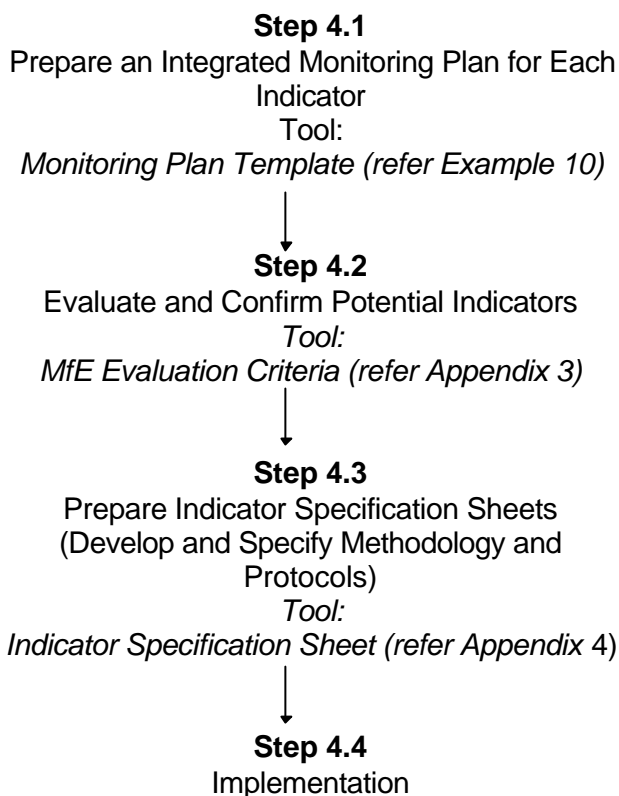 Step 4.1
Prepare an Integrated Monitoring Plan for Each
Indicator
Tool:
Monitoring Plan Template (refer Example 10)
Step 4.2
Evaluate and Confirm Potential Indicators
Tool:
MfE Evaluation Criteria (refer Appendix 3)
Step 4.3
Prepare Indicator Specification Sheets
(Develop and Specify Methodology and
Protocols)
Tool:
Indicator Specification Sheet (refer Appendix 4)
Step 4.4
Implementation